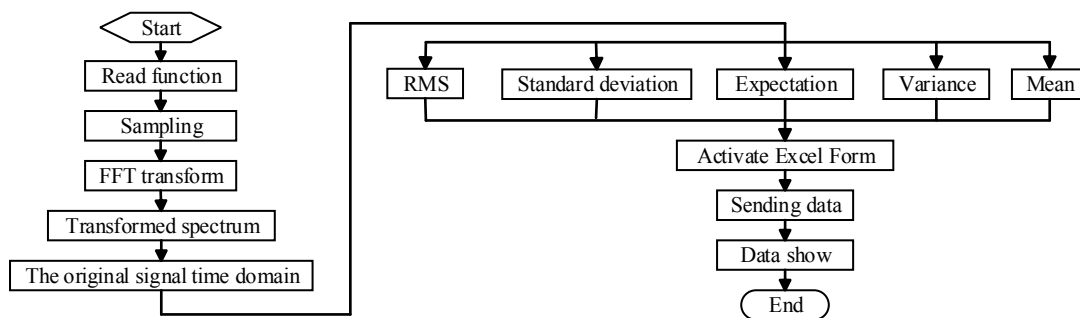 Start
Read function
Sampling
FFT transform
Transformed spectrum
The original signal time domain
RMS
Standard deviation
Expectation
Variance
Mean
Activate Excel Form
Sending data
Data show
End